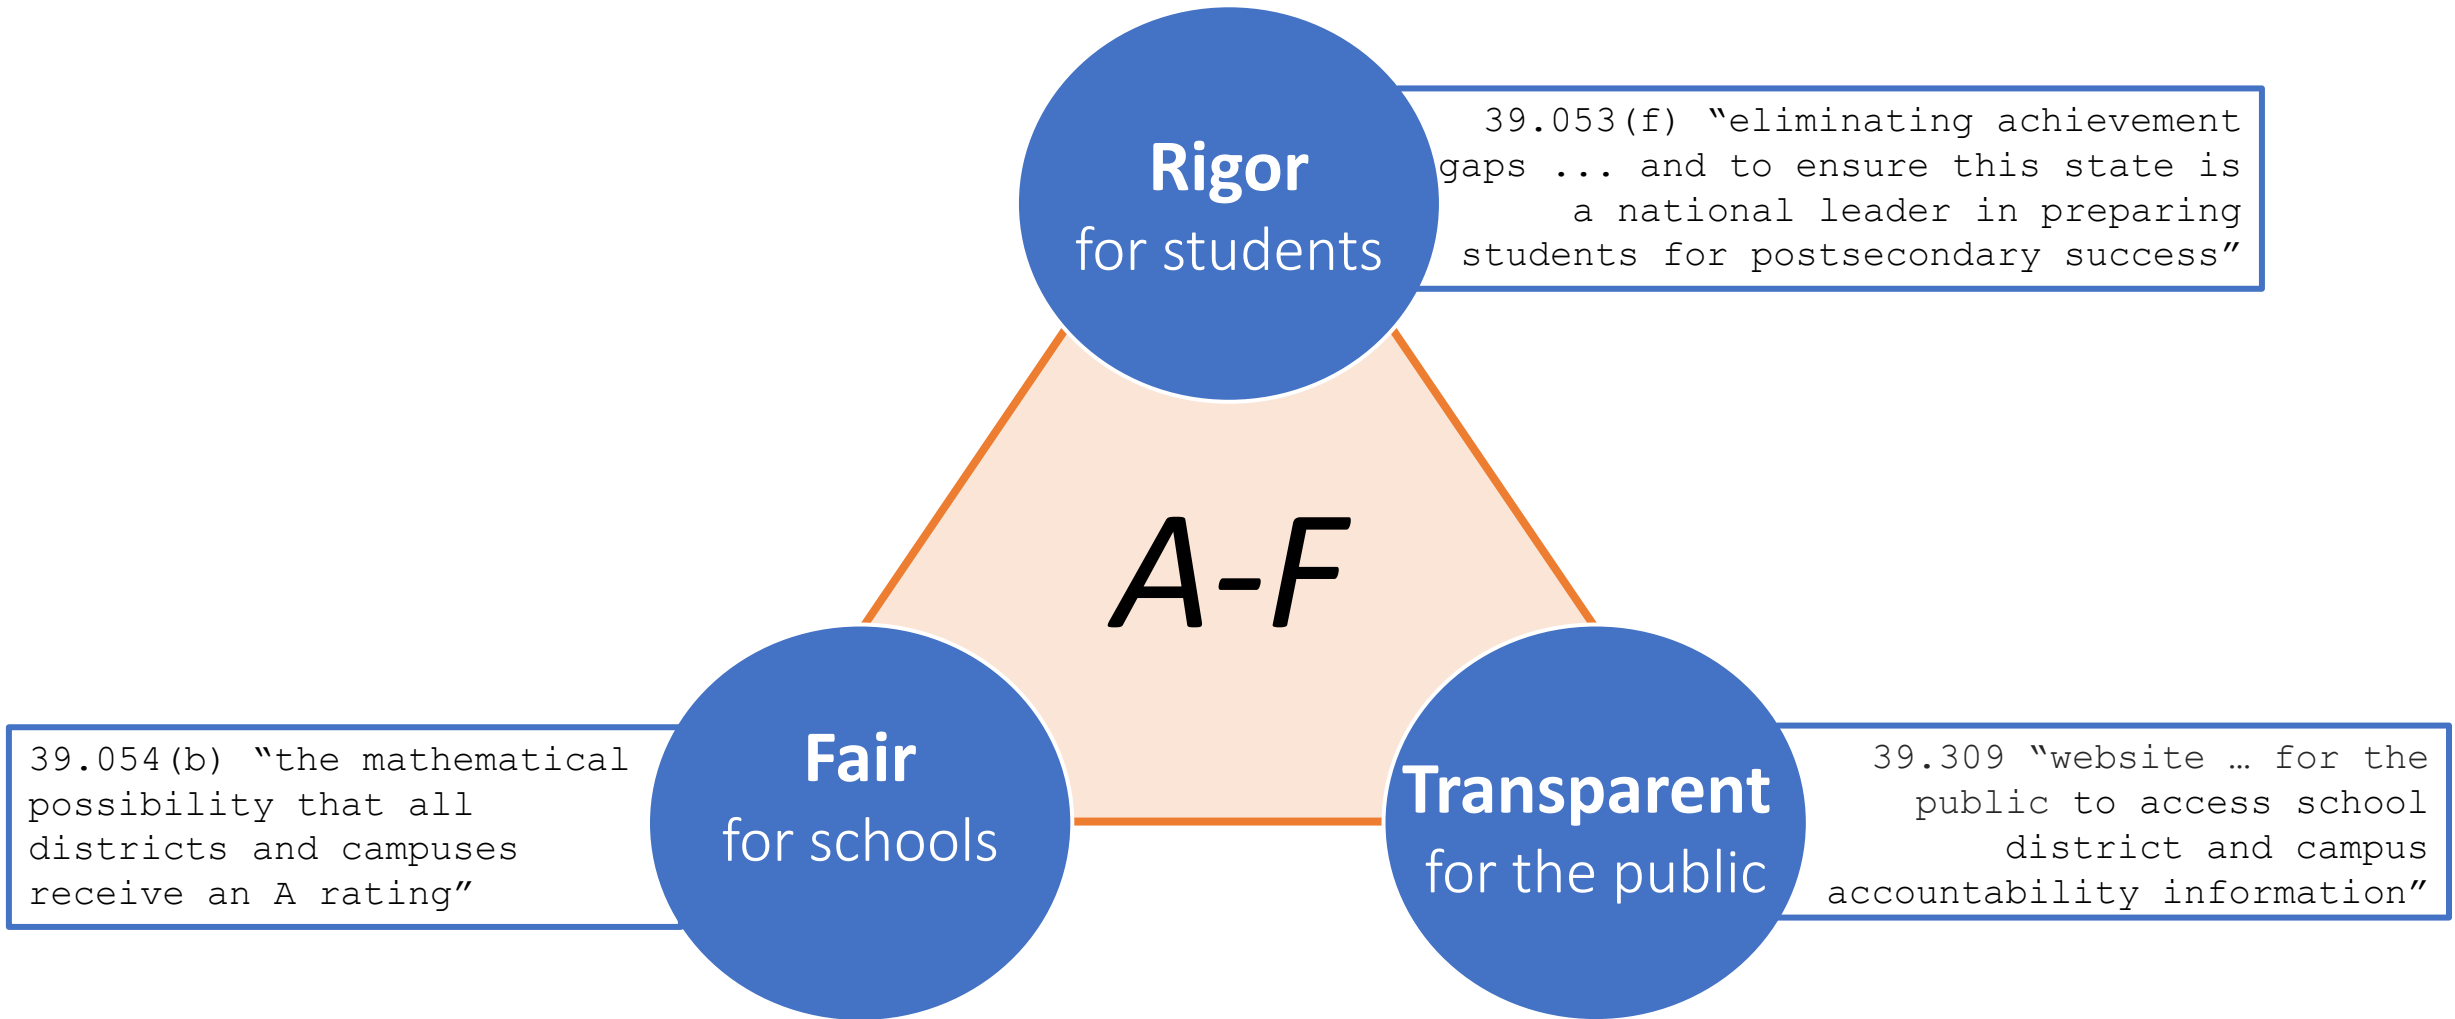 Rigor
for students
39.053(f) “eliminating achievement
gaps ... and to ensure this state is
a national leader in preparing
students for postsecondary success”
A-F
39.054(b) “the mathematical
possibility that all
districts and campuses
receive an A rating”
Fair
for schools
Transparent
for the public
39.309 “website … for the
public to access school
district and campus
accountability information”